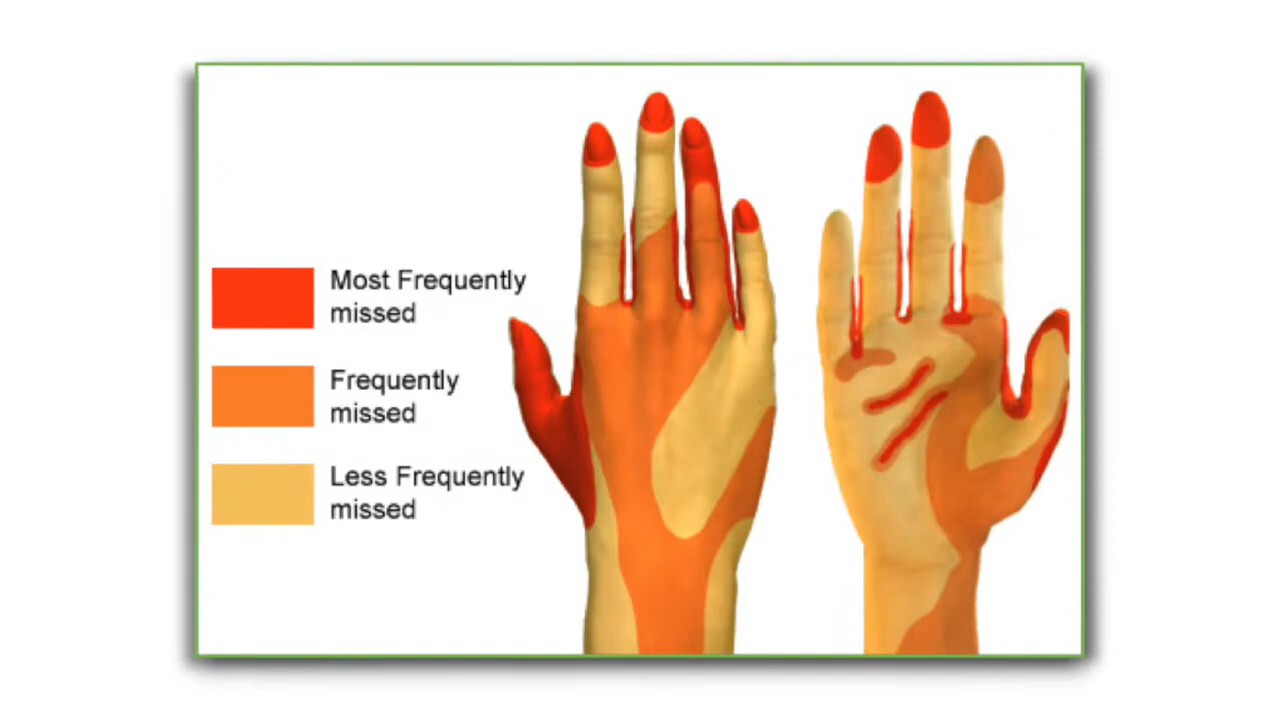 Most Frequently
missed
Frequently
missed
Less Frequently
missed